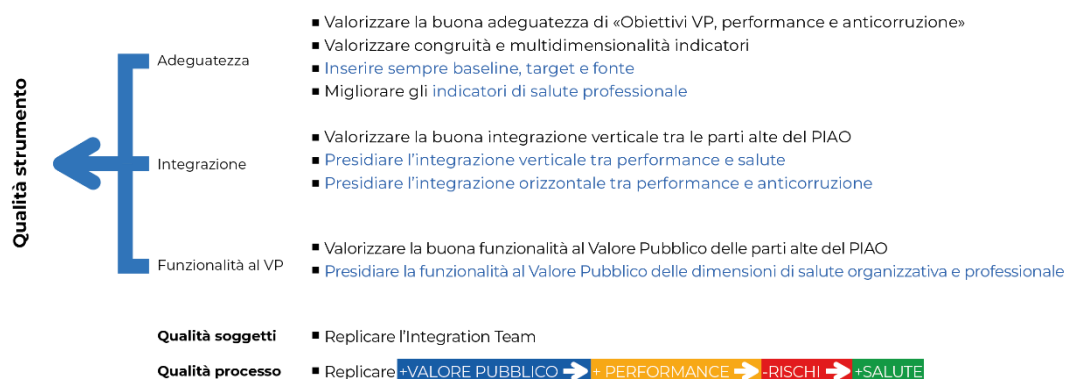 Qualità strumento
Adeguatezza
▪ Valorizzare la buona adeguatezza di «Obiettivi VP, performance e anticorruzione»
▪ Valorizzare congruità e multidimensionalità indicatori
▪ Inserire sempre baseline, target e fonte
▪ Migliorare gli indicatori di salute professionale
Integrazione
▪ Valorizzare la buona integrazione verticale tra le parti alte del PIAO
▪ Presidiare l'integrazione verticale tra performance e salute
▪ Presidiare l'integrazione orizzontale tra performance e anticorruzione
Funzionalità al VP
▪ Valorizzare la buona funzionalità al Valore Pubblico delle parti alte del PIAO
▪ Presidiare la funzionalità al Valore Pubblico delle dimensioni di salute organizzativa e professionale
Qualità soggetti ▪ Replicare l'Integration Team
Qualità processo ▪ Replicare +VALORE PUBBLICO + PERFORMANCE -RISCHI +SALUTE